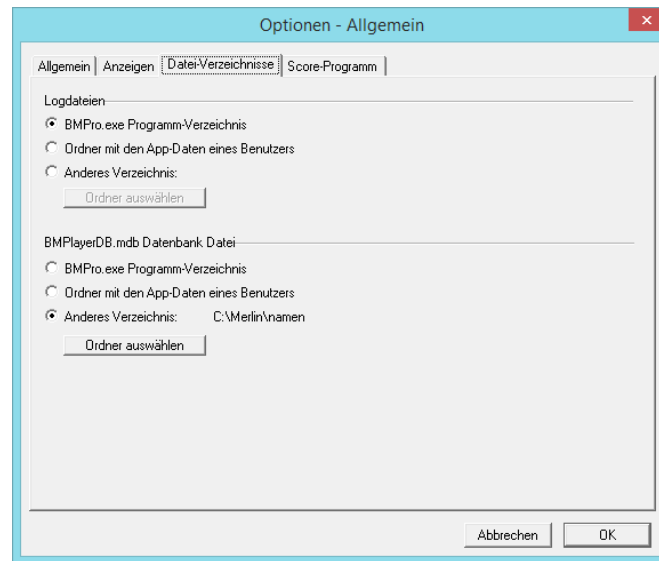 Optionen - Allgemein
Allgemein Anzeigen Datei-Verzeichnisse Score-Programm
Logdateien
BMPro.exe Programm-Verzeichnis
Ordner mit den App-Daten eines Benutzers
Anderes Verzeichnis:
Ordner auswählen
BMPlayerDB.mdb Datenbank Datei
BMPro.exe Programm-Verzeichnis
Ordner mit den App-Daten eines Benutzers
Anderes Verzeichnis: C:\Merlin\namen
Ordner auswählen
Abbrechen OK